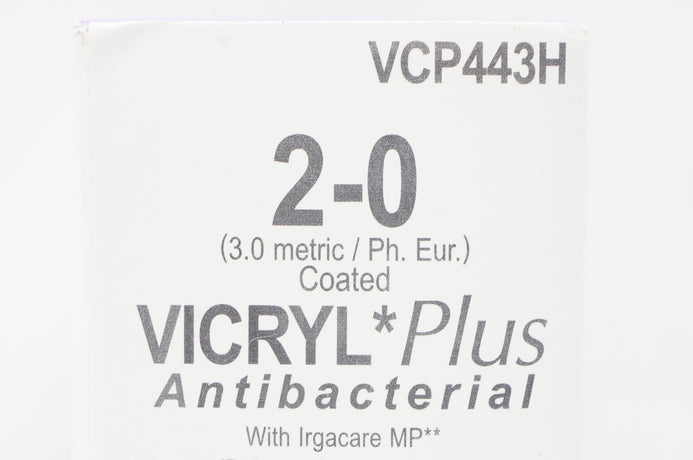 VCP443H
2-0
(3.0 metric / Ph. Eur.)
Coated
VICRYL* Plus
Antibacterial
With Irgacare MP**